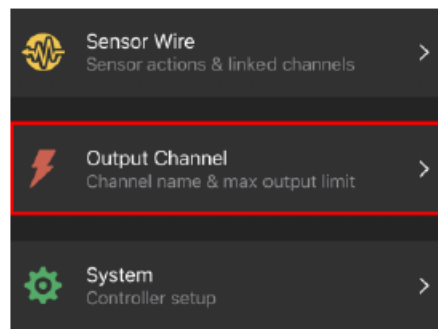 Sensor Wire
Sensor actions & linked channels
Output Channel
Channel name & max output limit
System
Controller setup